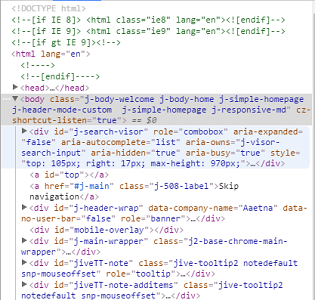 <!DOCTYPE html>
<!--[if IE 8]> <html class="ie8" lang="en"><![endif]-->
<!--[if IE 9]> <html class="ie9" lang="en"><![endif]-->
<!--[if gt IE 9]><!-->
<html lang="en">
<!---->
<!--[endif]---->
▶<head>…</head>
▼<body class="j-body-welcome j-body-home j-simple-homepage
j-header-mode-custom  j-simple-homepage j-responsive-md" cz-
shortcut-listen="true"> == $0
▶<div id="j-search-visor" role="combobox" aria-expanded=
"false" aria-autocomplete="list" aria-owns="j-visor-
search-input" aria-hidden="true" aria-busy="true" style=
"top: 105px; right: 17px; max-height: 970px;">…</div>
<a id="top"></a>
<a href="#j-main" class="j-508-label">Skip
navigation</a>
▶<div id="j-header-wrap" data-company-name="Aaetna" data-
no-user-bar="false" role="banner">…</div>
<div id="mobile-overlay"></div>
▶<div id="j-main-wrapper" class="j2-base-chrome-main-
wrapper">…</div>
▶<div id="jiveTT-note" class="jive-tooltip2 notedefault
snp-mouseoffset" role="tooltip">…</div>
▶<div id="jiveTT-note-additems" class="jive-tooltip2
notedefault snp-mouseoffset" role="tooltip">…</div>